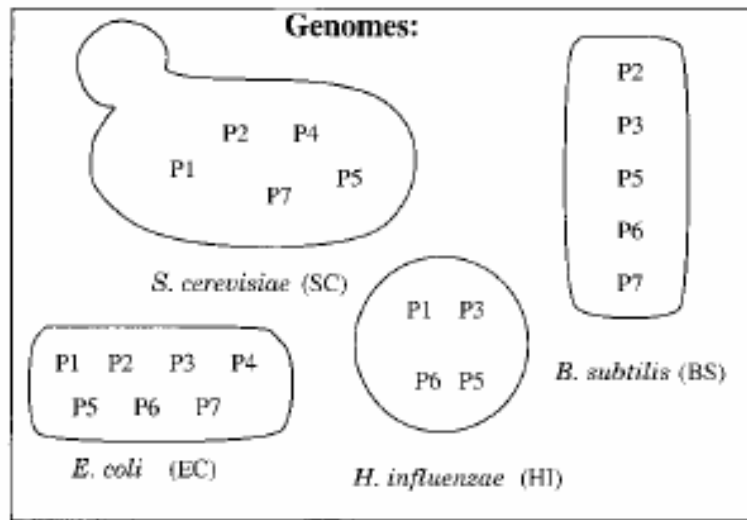 Genomes:
P2 P4
P1 P5
P7
S. cerevisiae (SC)
P2
P3
P5
P6
P7
B. subtilis (BS)
P1 P3
P6 P5
H. influenzae (HI)
P1 P2 P3 P4
P5 P6 P7
E. coli (EC)